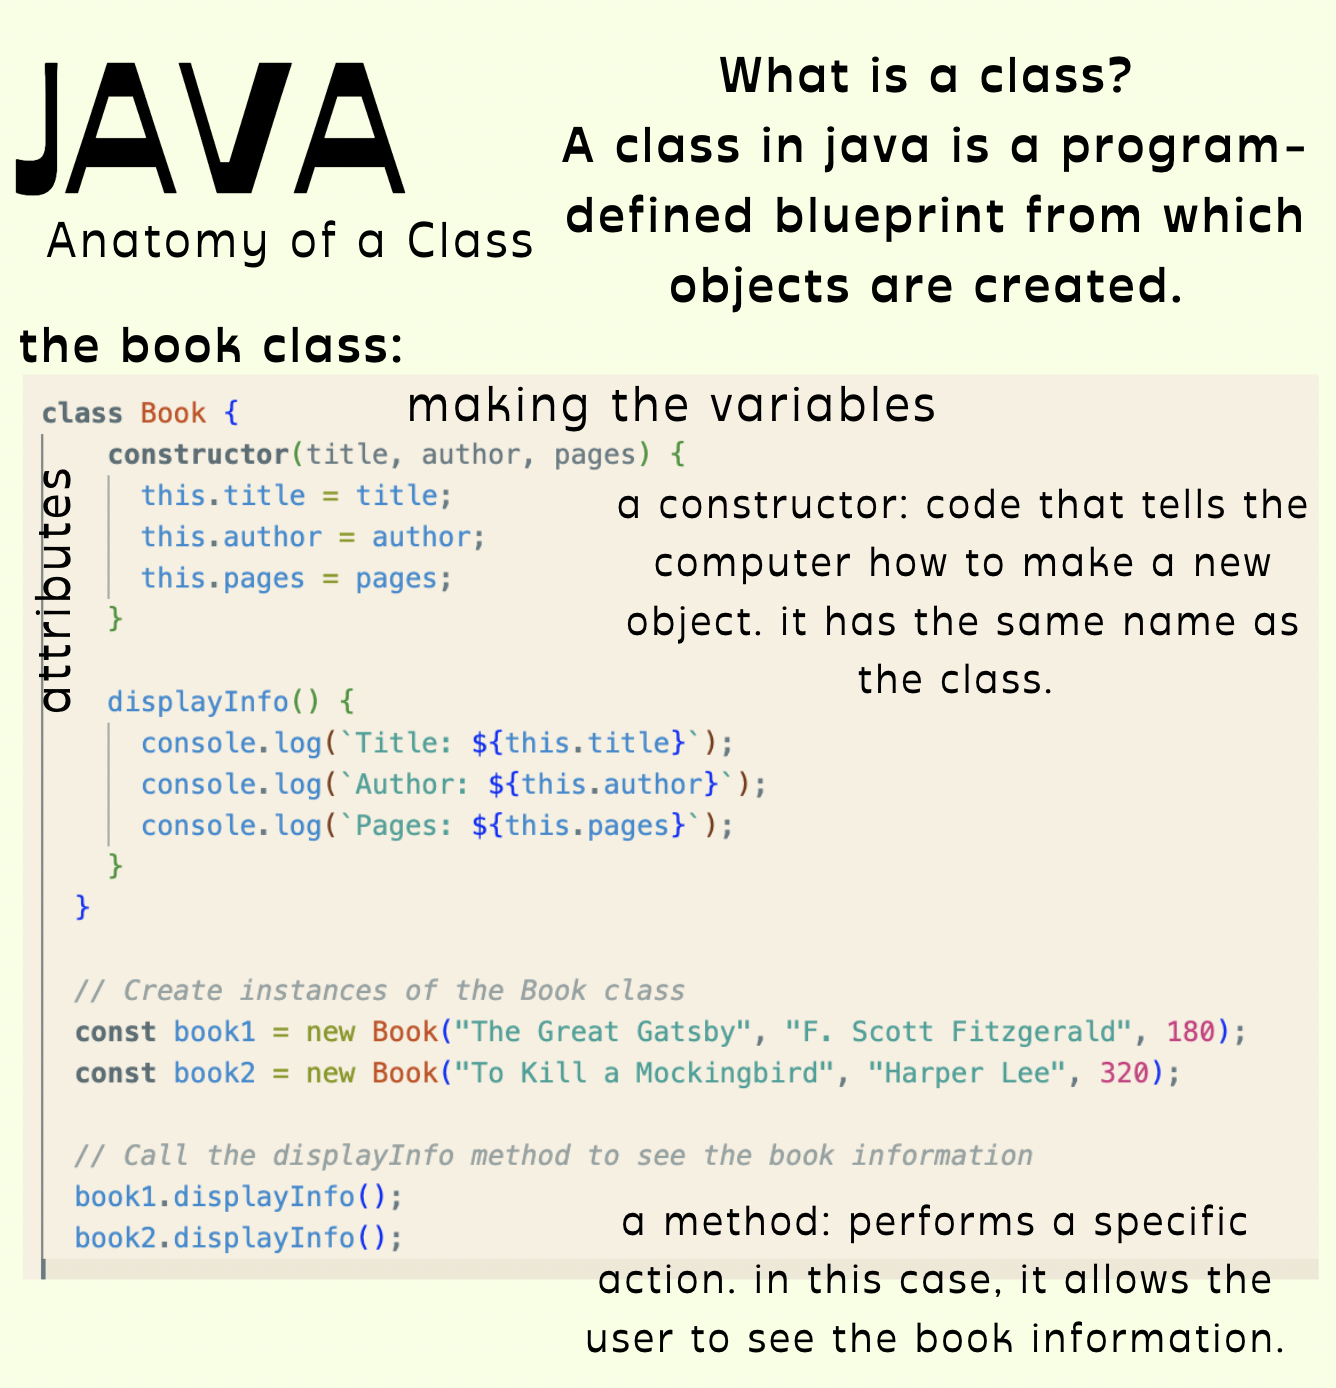 JAVA
Anatomy of a Class
What is a class?
A class in java is a program-
defined blueprint from which
objects are created.
the book class:
making the variables
attributes
class Book {
constructor(title, author, pages) {
this.title = title;
this.author = author;
this.pages = pages;
}
a constructor: code that tells the
computer how to make a new
object. it has the same name as
the class.
displayInfo() {
console.log(`Title: ${this.title}`);
console.log(`Author: ${this.author}`);
console.log(`Pages: ${this.pages}`);
}
}
// Create instances of the Book class
const book1 = new Book("The Great Gatsby", "F. Scott Fitzgerald", 180);
const book2 = new Book("To Kill a Mockingbird", "Harper Lee", 320);
// Call the displayInfo method to see the book information
book1.displayInfo();
book2.displayInfo();
a method: performs a specific
action. in this case, it allows the
user to see the book information.